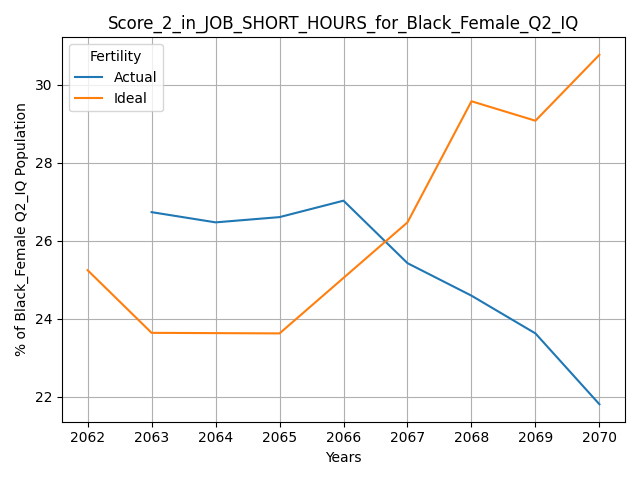 Score_2_in_JOB_SHORT_HOURS_for_Black_Female_Q2_IQ
Fertility
Actual
Ideal
% of Black_Female Q2_IQ Population
30
28
26
24
22
2062 2063 2064 2065 2066 2067 2068 2069 2070
Years